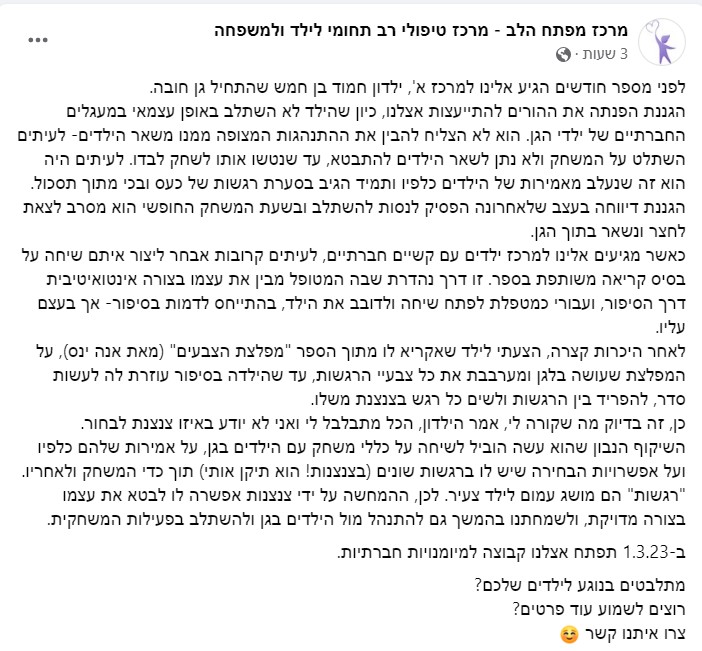 מרכז מפתח הלב - מרכז טיפולי רב תחומי לילד ולמשפחה
3 שעות ·
לפני מספר חודשים הגיע אלינו למרכז א', ילדון חמוד בן חמש שהתחיל גן חובה.
הגננת הפנתה את ההורים להתייעצות אצלנו, כיון שהילד לא השתלב באופן עצמאי במעגלים
החברתיים של ילדי הגן. הוא לא הצליח להבין את ההתנהגות המצופה ממנו משאר הילדים- לעיתים
השתלט על המשחק ולא נתן לשאר הילדים להתבטא, עד שנטשו אותו לשחק לבדו. לעיתים היה
הוא זה שנעלב מאמירות של הילדים כלפיו ותמיד הגיב בסערת רגשות של כעס ובכי מתוך תסכול.
הגננת דיווחה בעצב שלאחרונה הפסיק לנסות להשתלב ובשעת המשחק החופשי הוא מסרב לצאת
לחצר ונשאר בתוך הגן.
כאשר מגיעים אלינו למרכז ילדים עם קשיים חברתיים, לעיתים קרובות אבחר ליצור איתם שיחה על
בסיס קריאה משותפת בספר. זו דרך נהדרת שבה המטופל מבין את עצמו בצורה אינטואיטיבית
דרך הסיפור, ועבורי כמטפלת לפתח שיחה ולדובב את הילד, בהתייחס לדמות בסיפור- אך בעצם
עליו.
לאחר היכרות קצרה, הצעתי לילד שאקריא לו מתוך הספר "מפלצת הצבעים" (מאת אנה ינס), על
המפלצת שעושה בלגן ומערבבת את כל צבעיי הרגשות, עד שהילדה בסיפור עוזרת לה לעשות
סדר, להפריד בין הרגשות ולשים כל רגש בצנצנת משלו.
כן, זה בדיוק מה שקורה לי, אמר הילדון, הכל מתבלבל לי ואני לא יודע באיזו צנצנת לבחור.
השיקוף הנבון שהוא עשה הוביל לשיחה על כללי משחק עם הילדים בגן, על אמירות שלהם כלפיו
ועל אפשרויות הבחירה שיש לו ברגשות שונים (בצנצנות! הוא תיקן אותי) תוך כדי המשחק ולאחריו.
"רגשות" הם מושג עמום לילד צעיר. לכן, ההמחשה על ידי צנצנות אפשרה לו לבטא את עצמו
בצורה מדויקת, ולשמחתנו בהמשך גם להתנהל מול הילדים בגן ולהשתלב בפעילות המשחקית.
ב-1.3.23 תפתח אצלנו קבוצה למיומנויות חברתיות.
מתלבטים בנוגע לילדים שלכם?
רוצים לשמוע עוד פרטים?
צרו איתנו קשר 😊